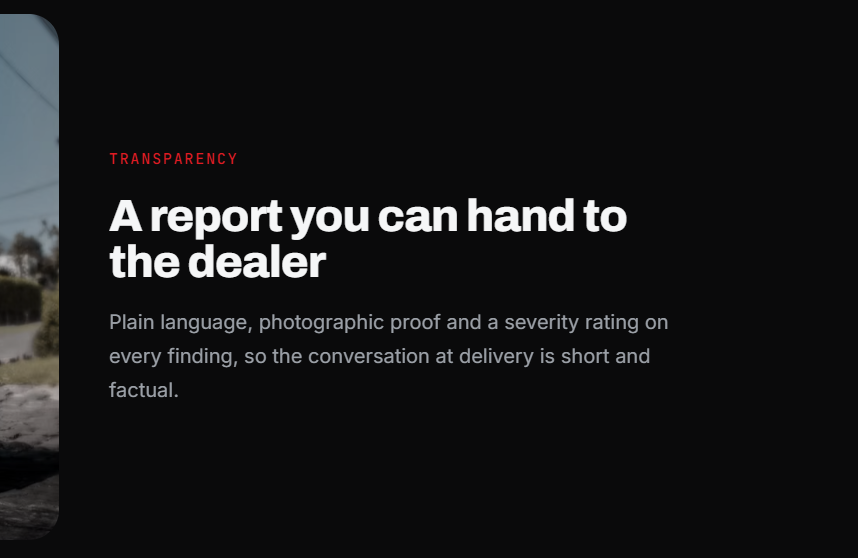 TRANSPARENCY
A report you can hand to
the dealer
Plain language, photographic proof and a severity rating on
every finding, so the conversation at delivery is short and
factual.